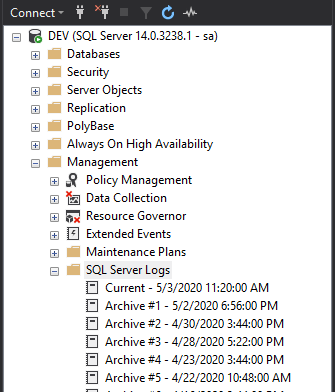 Connect
DEV (SQL Server 14.0.3238.1 - sa)
Databases
Security
Server Objects
Replication
PolyBase
Always On High Availability
Management
Policy Management
Data Collection
Resource Governor
Extended Events
Maintenance Plans
SQL Server Logs
Current - 5/3/2020 11:20:00 AM
Archive #1 - 5/2/2020 6:56:00 PM
Archive #2 - 4/30/2020 3:44:00 PM
Archive #3 - 4/28/2020 5:22:00 PM
Archive #4 - 4/23/2020 3:44:00 PM
Archive #5 - 4/22/2020 10:48:00 AM